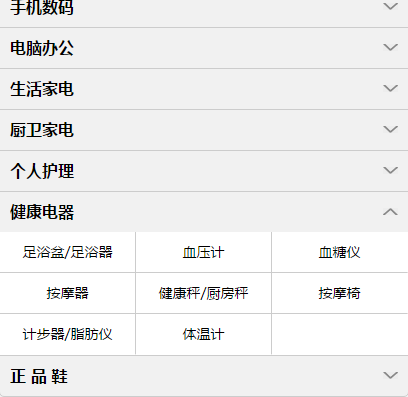 手机数码
电脑办公
生活家电
厨卫家电
个人护理
健康电器
足浴盆/足浴器 血压计 血糖仪
按摩器 健康秤/厨房秤 按摩椅
计步器/脂肪仪 体温计
正 品 鞋